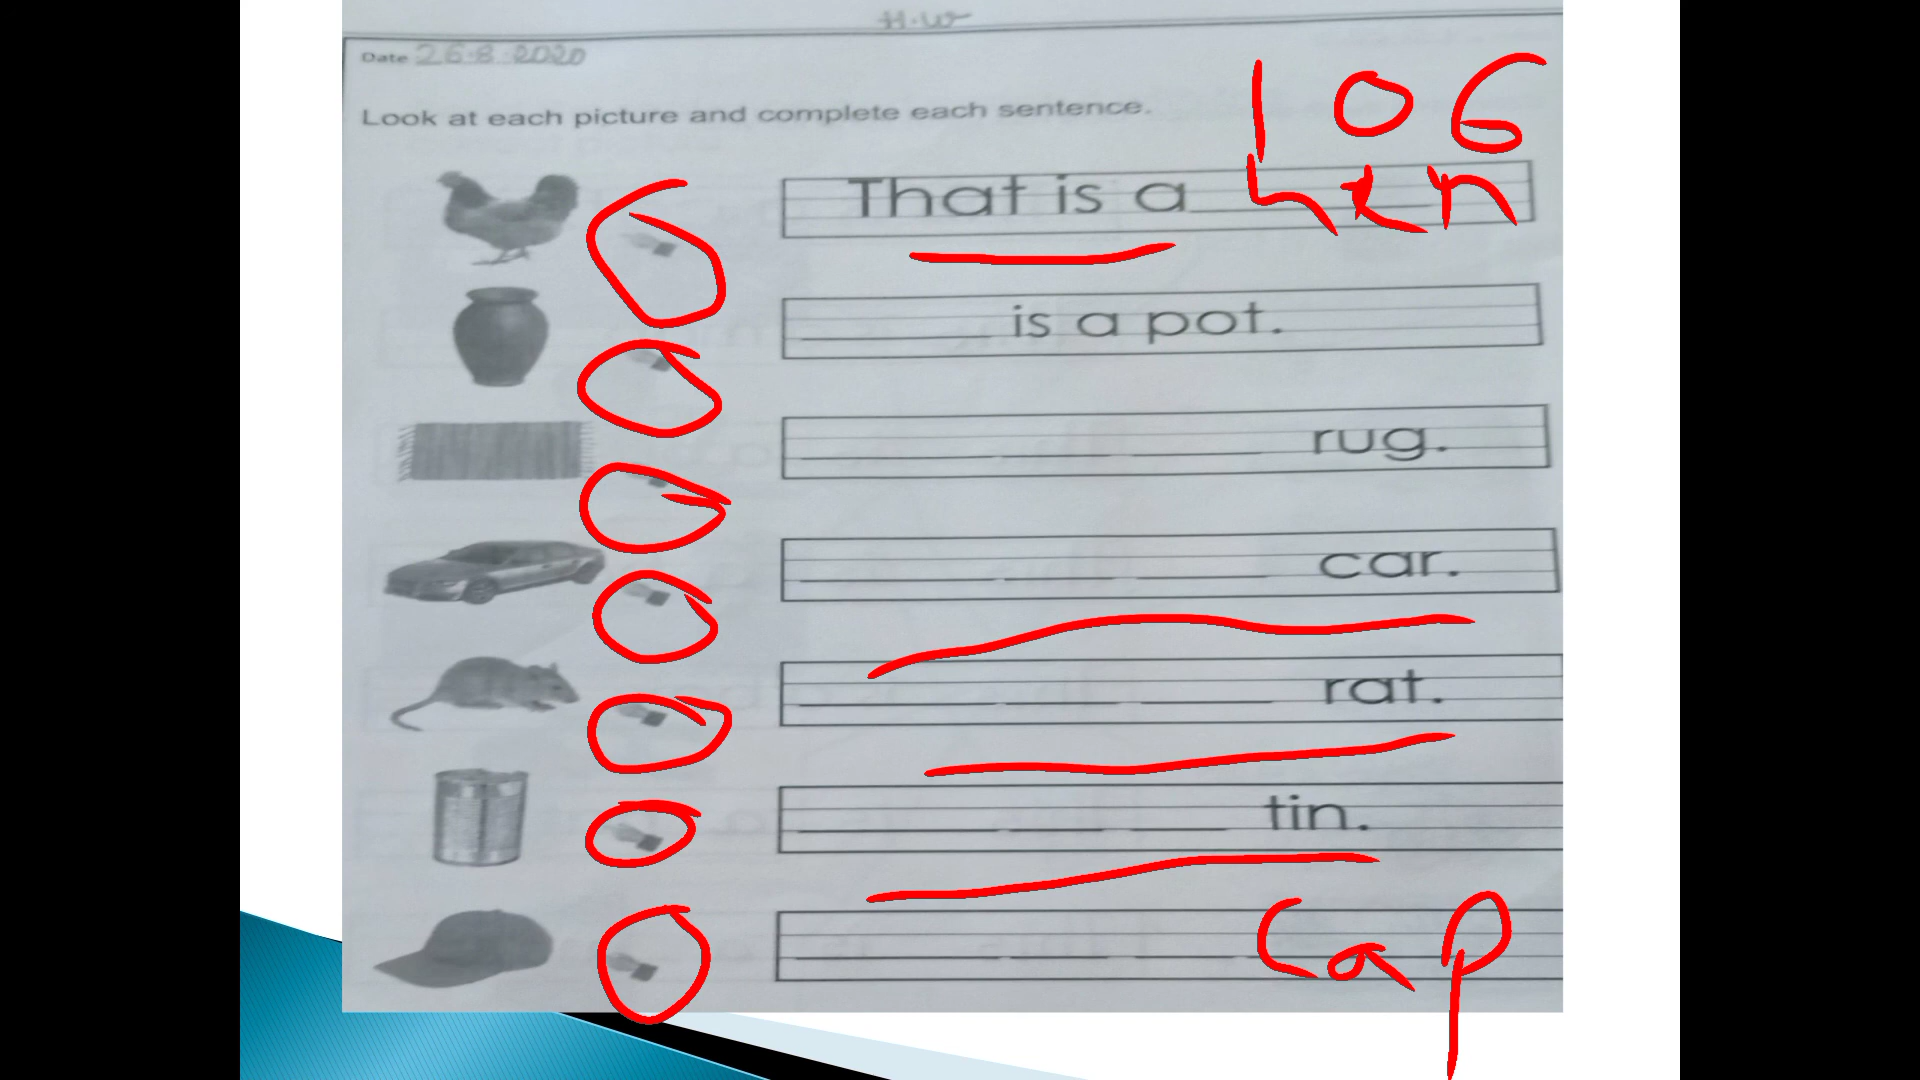 H.W
Date 26.8.2020
106
Look at each picture and complete each sentence.
That is a hen
is a pot.
rug.
car.
rat.
tin.
Cap